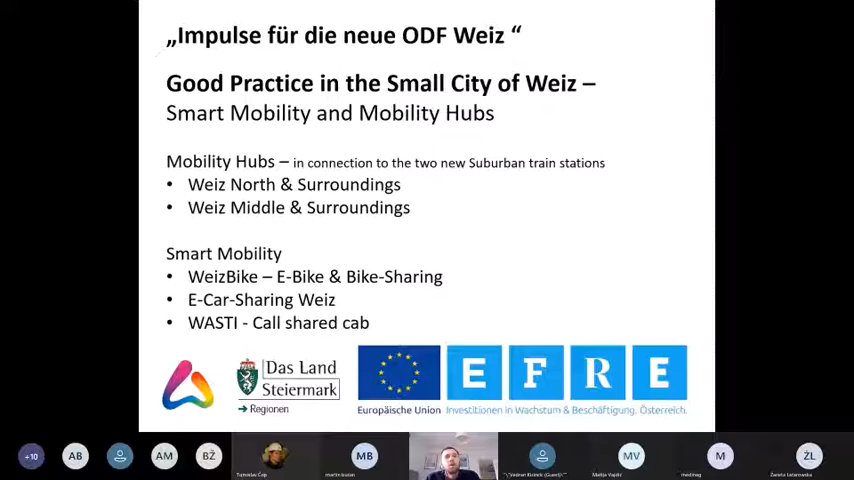 „Impulse für die neue ODF Weiz “
Good Practice in the Small City of Weiz –
Smart Mobility and Mobility Hubs
Mobility Hubs – in connection to the two new Suburban train stations
• Weiz North & Surroundings
• Weiz Middle & Surroundings
Smart Mobility
• WeizBike – E-Bike & Bike-Sharing
• E-Car-Sharing Weiz
• WASTI - Call shared cab
Das Land
Steiermark
→ Regionen
E F R E
Europäische Union Investitionen in Wachstum & Beschäftigung. Österreich.
+10 AB AM BŽ MB MV M ŽL